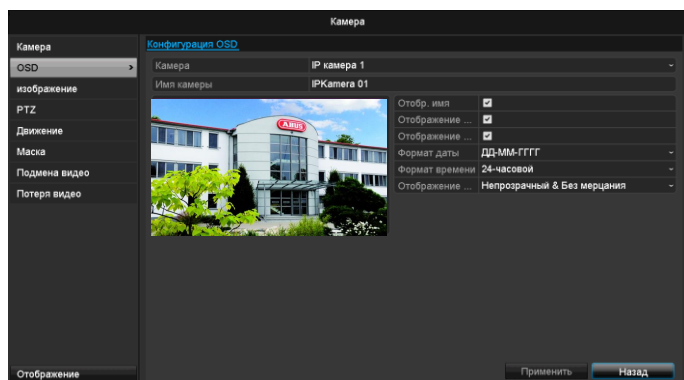 Камера
Камера
OSD
изображение
PTZ
Движение
Маска
Подмена видео
Потеря видео
Отображение
Конфигурация OSD
Камера IP камера 1
Имя камеры IPKamera 01
ABUS
Отобр. имя
Отображение ...
Отображение ...
Формат даты ДД-ММ-ГГГГ
Формат времени 24-часовой
Отображение ... Непрозрачный & Без мерцания
Применить Назад